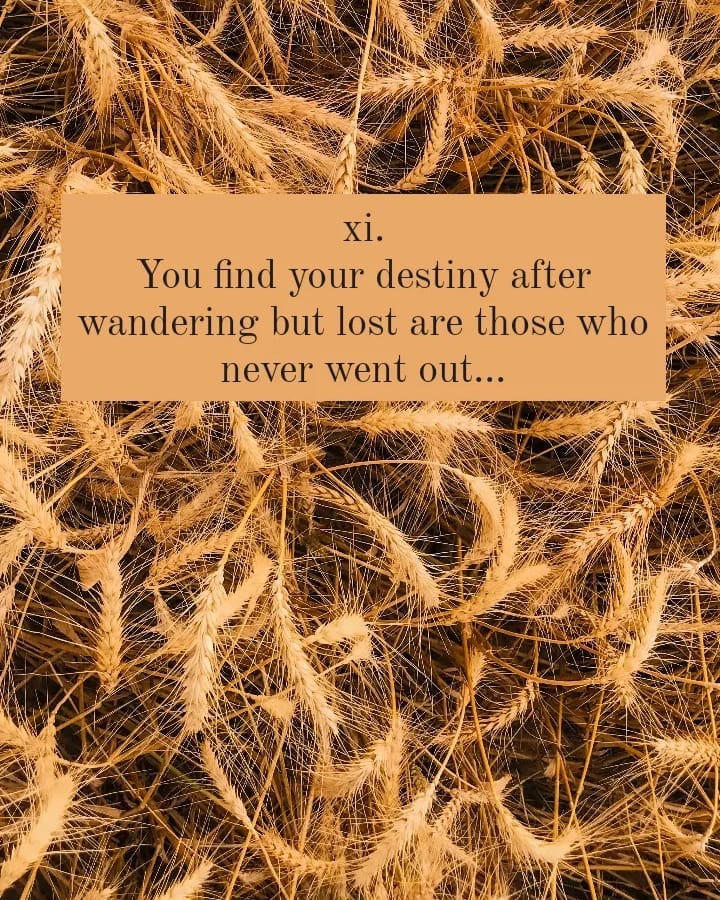 xi.
You find your destiny after
wandering but lost are those who
never went out...